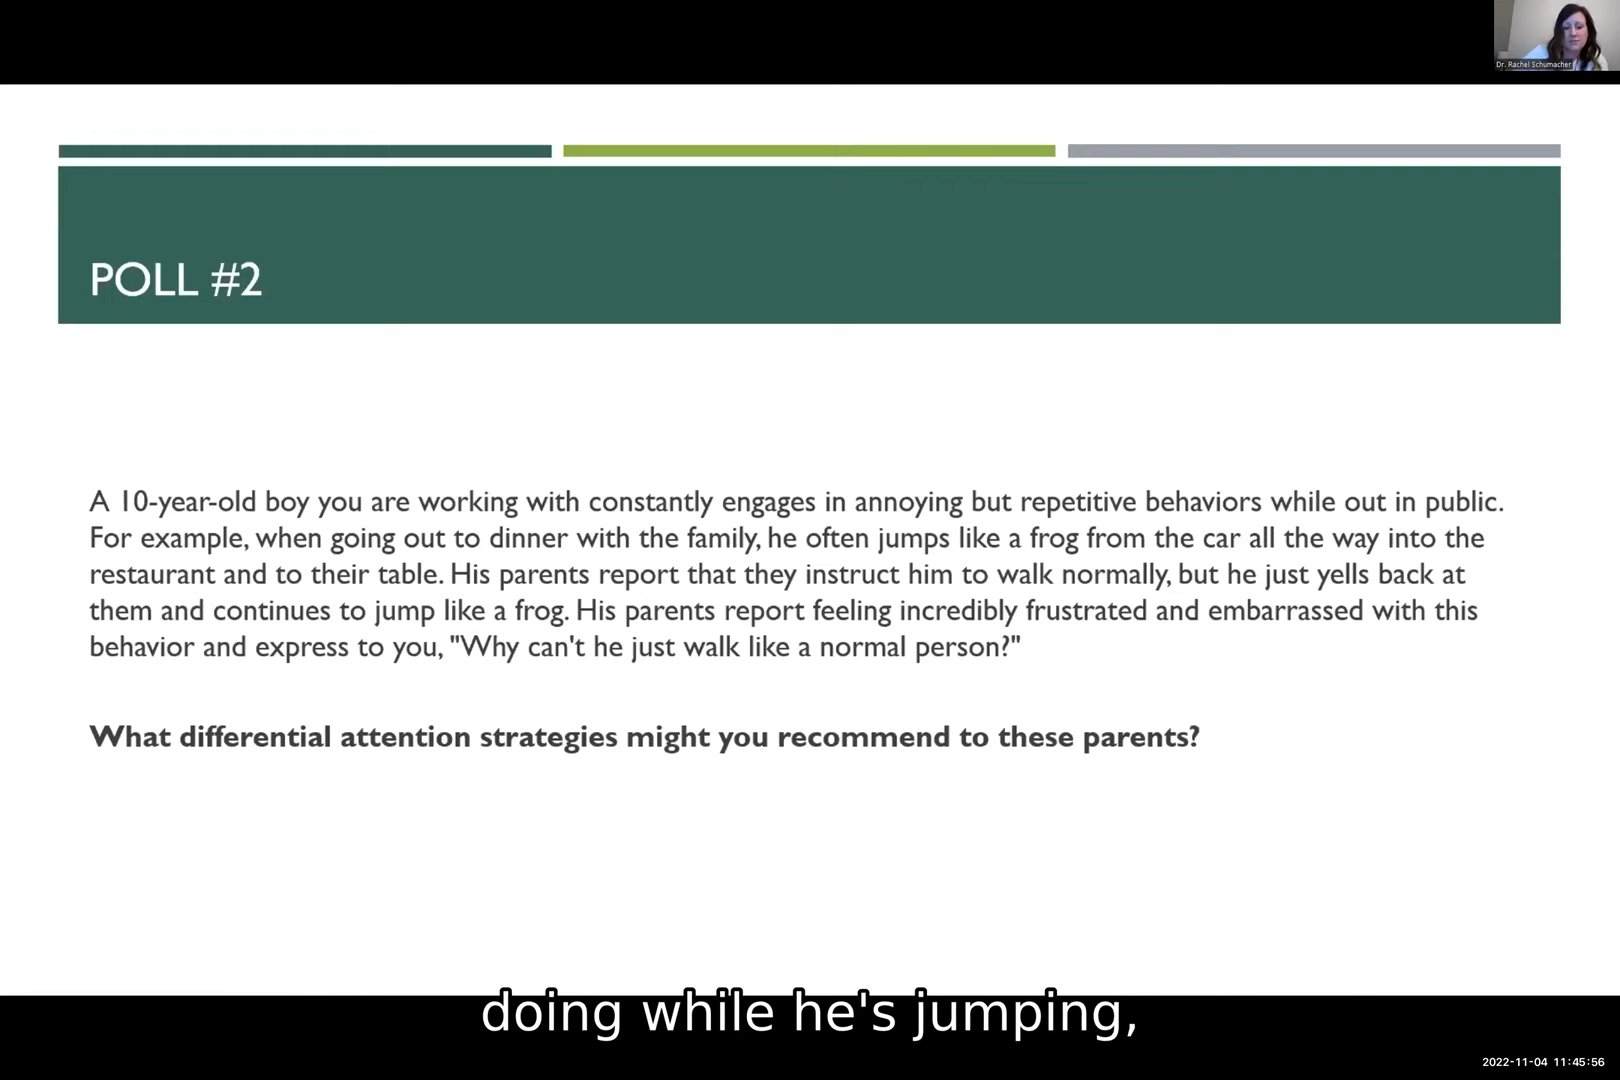 Dr. Rachel Schumacher
POLL #2
A 10-year-old boy you are working with constantly engages in annoying but repetitive behaviors while out in public.
For example, when going out to dinner with the family, he often jumps like a frog from the car all the way into the
restaurant and to their table. His parents report that they instruct him to walk normally, but he just yells back at
them and continues to jump like a frog. His parents report feeling incredibly frustrated and embarrassed with this
behavior and express to you, "Why can't he just walk like a normal person?"
What differential attention strategies might you recommend to these parents?
doing while he's jumping,
2022-11-04 11:45:56